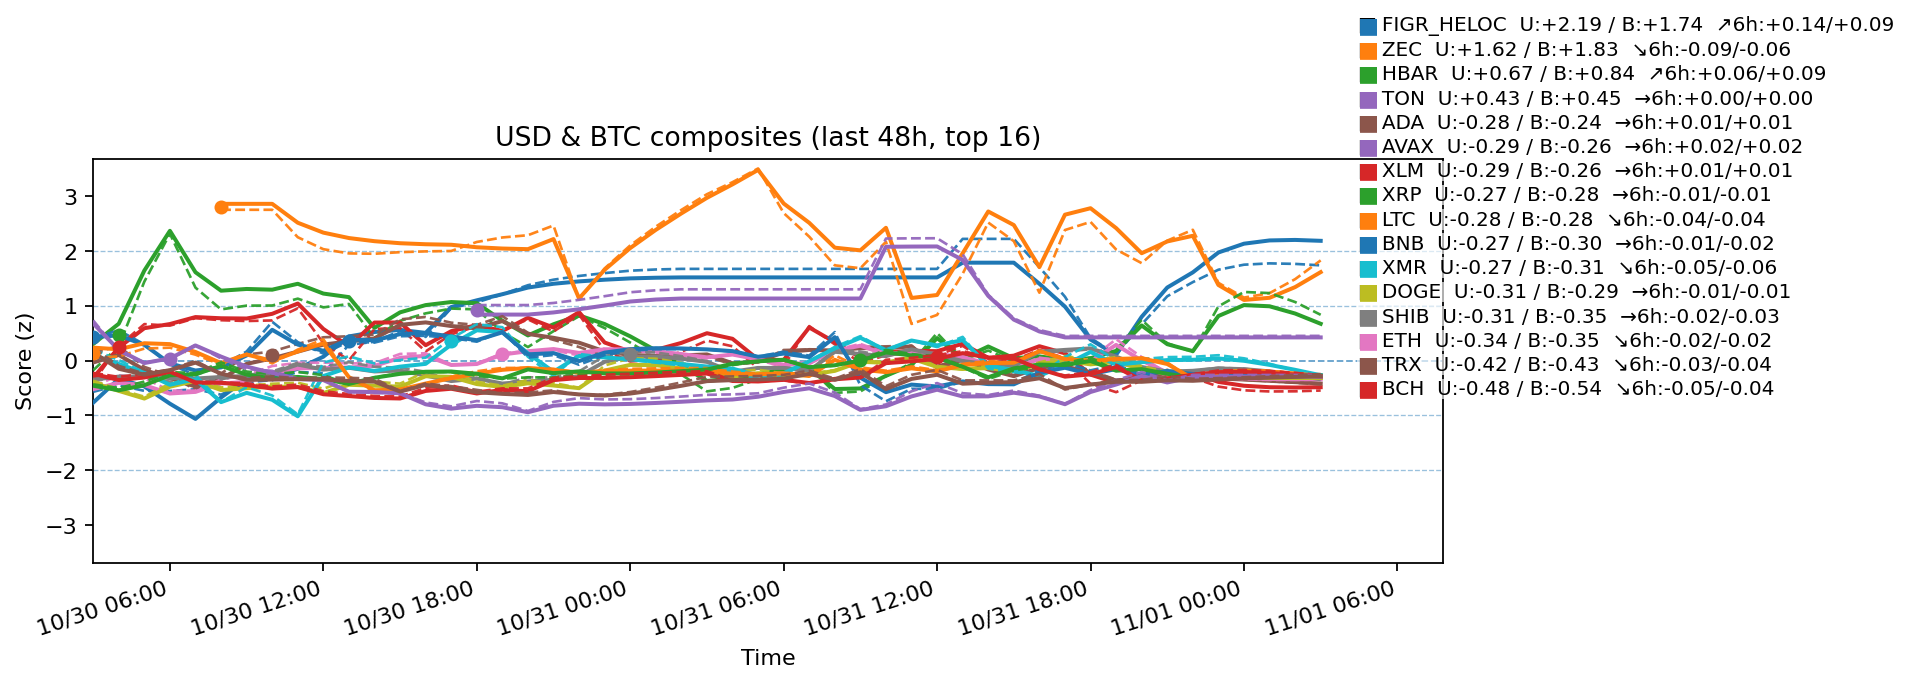 FIGR_HELOC U:+2.19 / B:+1.74 ↗6h:+0.14/+0.09
ZEC U:+1.62 / B:+1.83 ↘6h:-0.09/-0.06
HBAR U:+0.67 / B:+0.84 ↗6h:+0.06/+0.09
TON U:+0.43 / B:+0.45 →6h:+0.00/+0.00
ADA U:-0.28 / B:-0.24 →6h:+0.01/+0.01
AVAX U:-0.29 / B:-0.26 →6h:+0.02/+0.02
XLM U:-0.29 / B:-0.26 →6h:+0.01/+0.01
XRP U:-0.27 / B:-0.28 →6h:-0.01/-0.01
LTC U:-0.28 / B:-0.28 ↘6h:-0.04/-0.04
BNB U:-0.27 / B:-0.30 →6h:-0.01/-0.02
XMR U:-0.27 / B:-0.31 ↘6h:-0.05/-0.06
DOGE U:-0.31 / B:-0.29 →6h:-0.01/-0.01
SHIB U:-0.31 / B:-0.35 →6h:-0.02/-0.03
ETH U:-0.34 / B:-0.35 ↘6h:-0.02/-0.02
TRX U:-0.42 / B:-0.43 ↘6h:-0.03/-0.04
BCH U:-0.48 / B:-0.54 ↘6h:-0.05/-0.04
USD & BTC composites (last 48h, top 16)
Score (z)
3
2
1
0
−1
−2
−3
10/30 06:00
10/30 12:00
10/30 18:00
10/31 00:00
10/31 06:00
10/31 12:00
10/31 18:00
11/01 00:00
11/01 06:00
Time